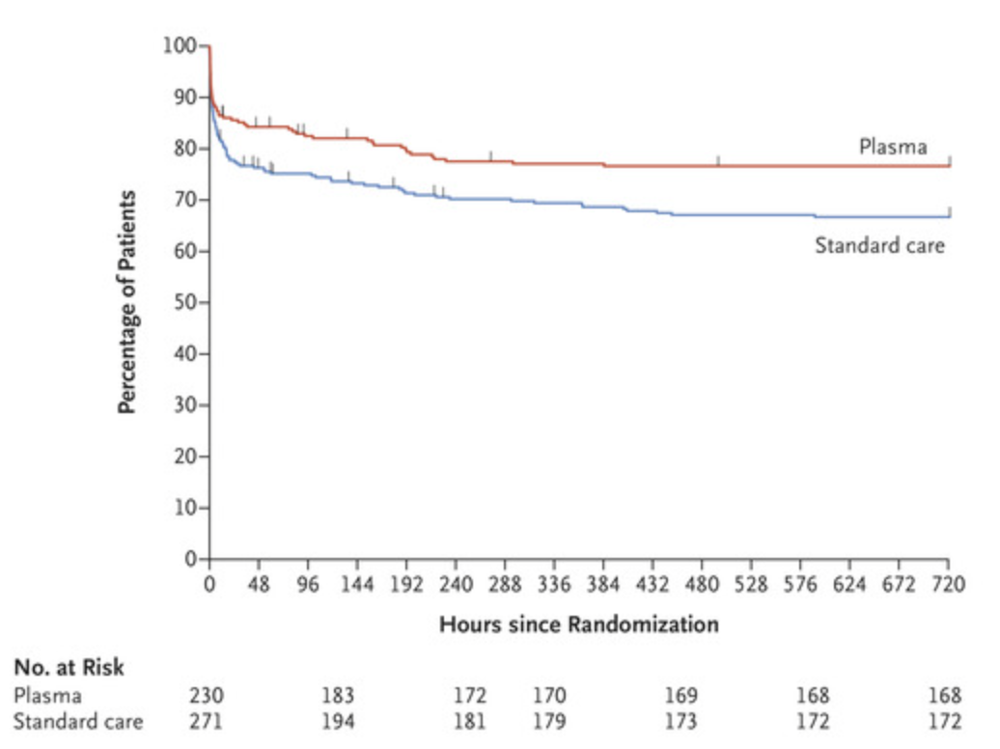 100
90
80
70
60
50
40
30
20
10
0
Percentage of Patients
Plasma
Standard care
0 48 96 144 192 240 288 336 384 432 480 528 576 624 672 720
Hours since Randomization
No. at Risk
Plasma 230 183 172 170 169 168 168
Standard care 271 194 181 179 173 172 172